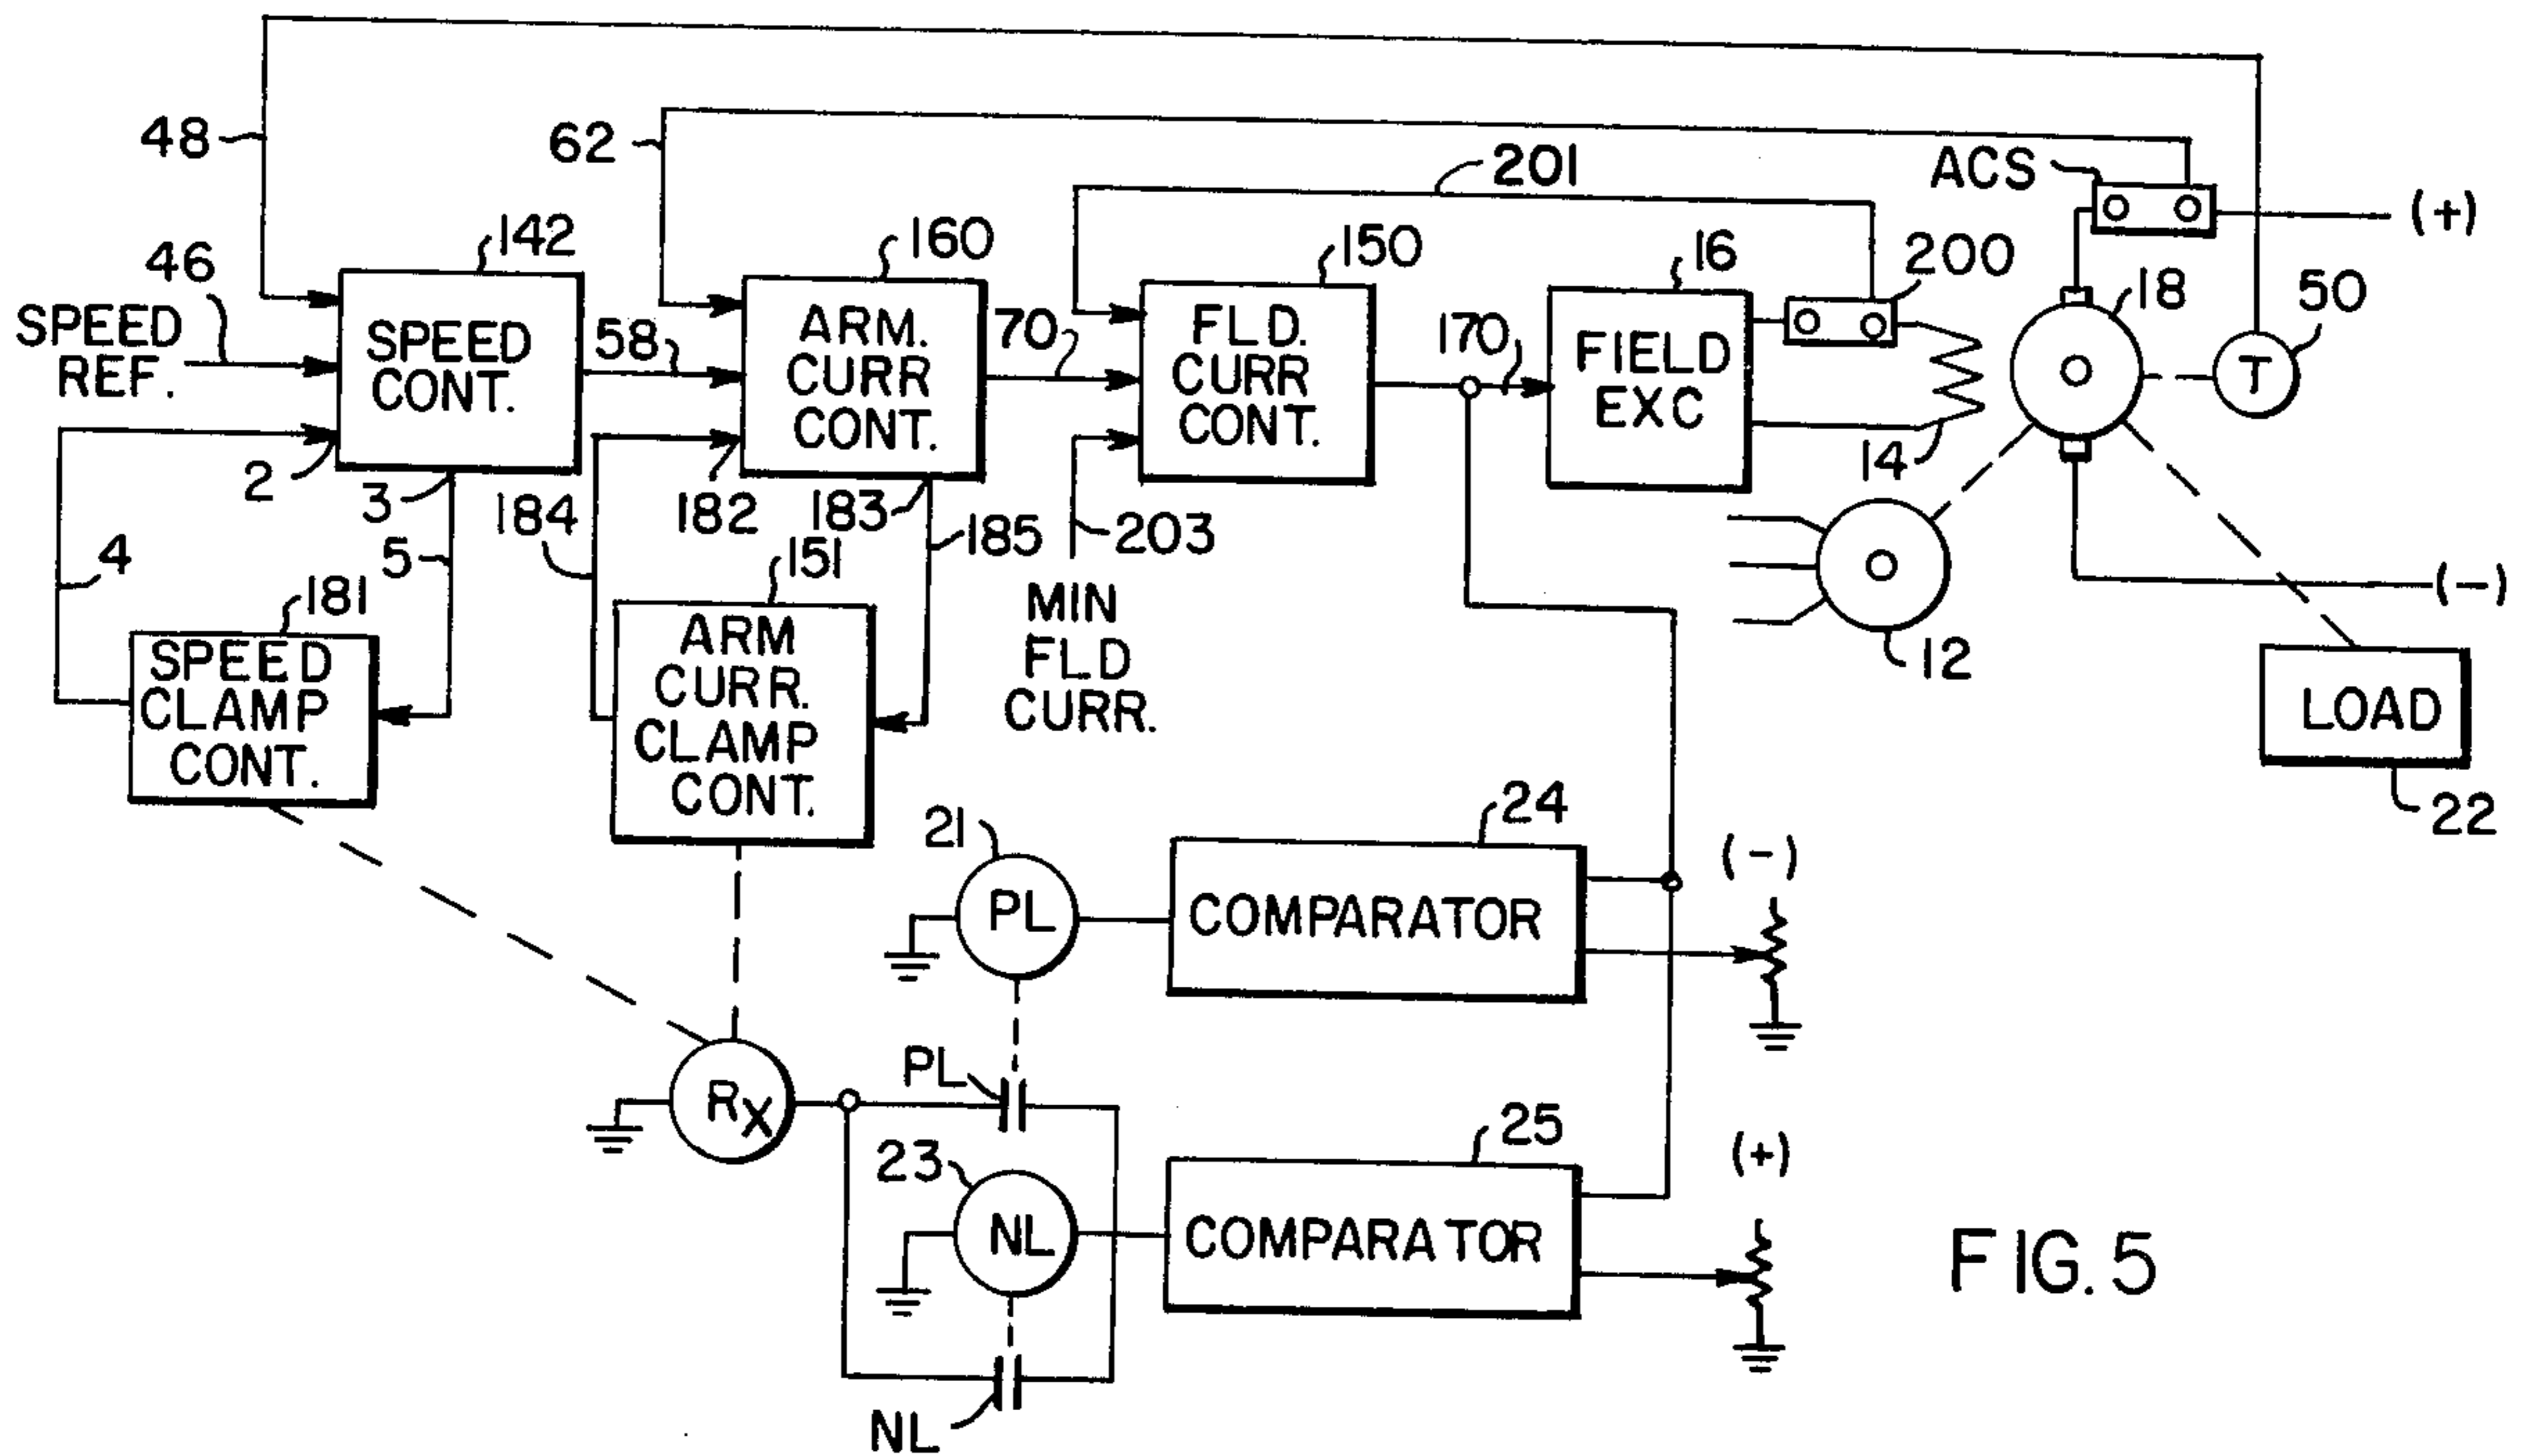 48
62
201
ACS
(+)
46
142
160
150
16
200
18
50
SPEED
REF.
SPEED
CONT.
58
ARM.
CURR
CONT.
70
FLD.
CURR
CONT.
170
FIELD
EXC
T
2
3
184
182
183
185
203
14
4
5
181
151
MIN
FLD
CURR.
12
(-)
SPEED
CLAMP
CONT.
ARM
CURR.
CLAMP
CONT.
LOAD
22
21
24
(-)
PL
COMPARATOR
RX
PL
23
25
(+)
NL
COMPARATOR
NL
FIG. 5